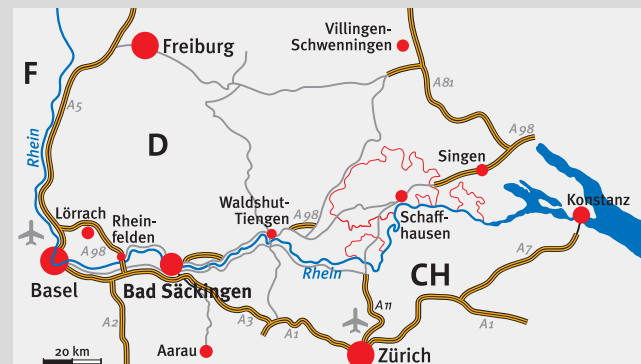 Villingen-
Schwenningen
Freiburg
F
A5
A81
D
A98
Rhein
Singen
Waldshut-
Tiengen
Konstanz
Lörrach
Rhein-
felden
A98
Schaff-
hausen
A98
Rhein
CH
A7
Basel
Bad Säckingen
A11
A2
A3
A1
A1
20 km
Aarau
Zürich